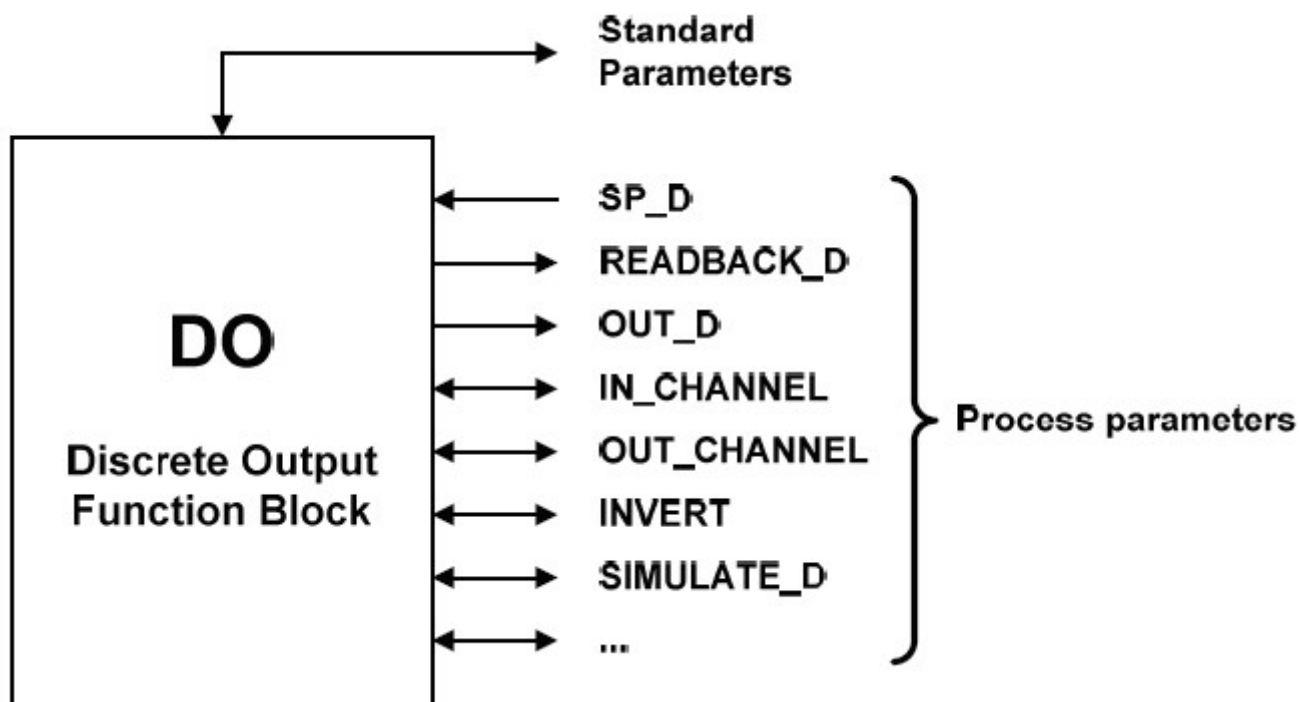 Standard
Parameters
SP_D
READBACK_D
OUT_D
IN_CHANNEL
OUT_CHANNEL
INVERT
SIMULATE_D
...
Process parameters
DO
Discrete Output
Function Block